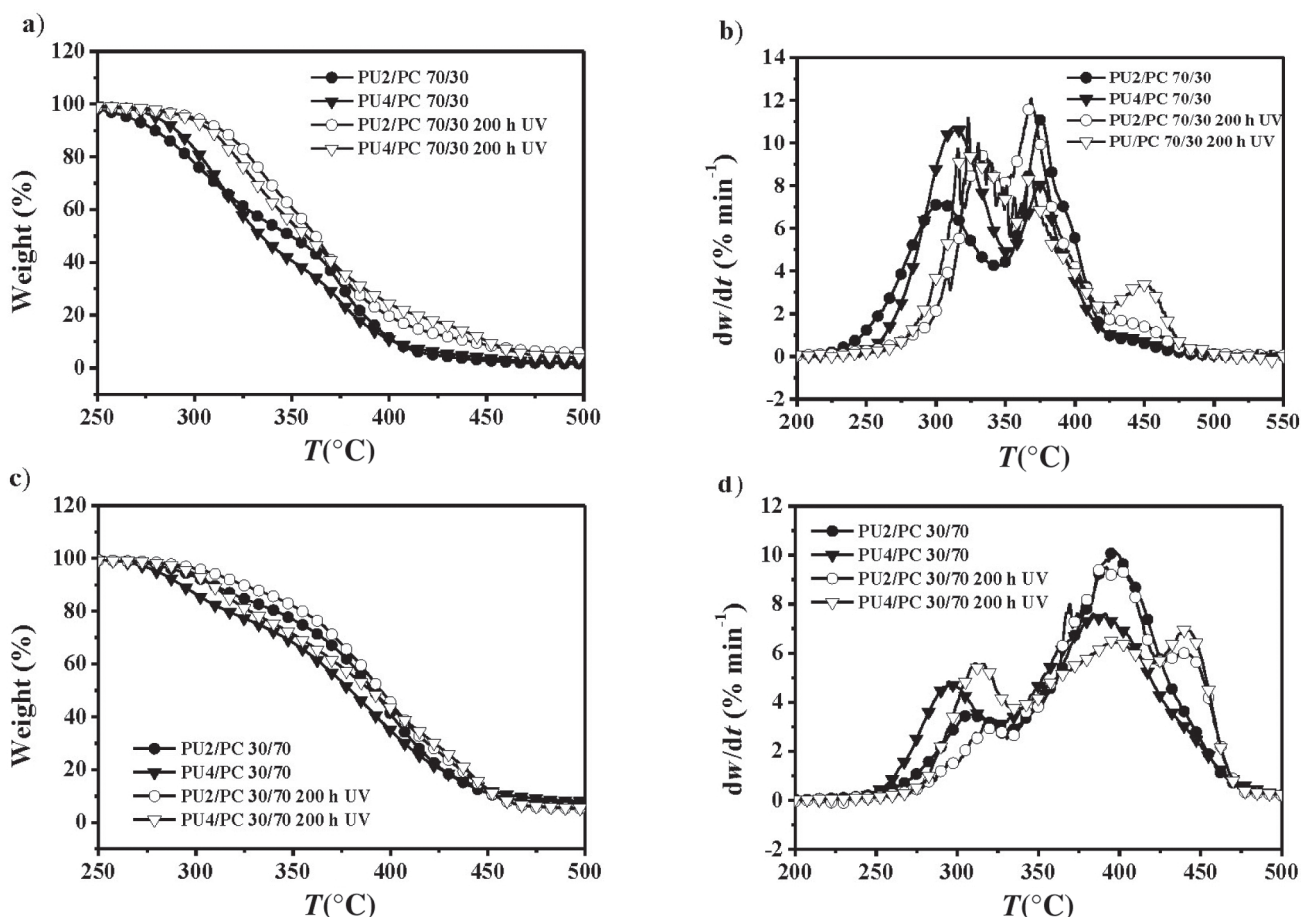 a)
120
100
80
60
40
20
0
Weight (%)
PU2/PC 70/30
PU4/PC 70/30
PU2/PC 70/30 200 h UV
PU4/PC 70/30 200 h UV
250 300 350 400 450 500
T(°C)
b)
14
12
10
8
6
4
2
0
-2
dw/dt (% min⁻¹)
PU2/PC 70/30
PU4/PC 70/30
PU2/PC 70/30 200 h UV
PU/PC 70/30 200 h UV
200 250 300 350 400 450 500 550
T(°C)
c)
120
100
80
60
40
20
0
Weight (%)
PU2/PC 30/70
PU4/PC 30/70
PU2/PC 30/70 200 h UV
PU4/PC 30/70 200 h UV
250 300 350 400 450 500
T(°C)
d)
12
10
8
6
4
2
0
-2
dw/dt (% min⁻¹)
PU2/PC 30/70
PU4/PC 30/70
PU2/PC 30/70 200 h UV
PU4/PC 30/70 200 h UV
200 250 300 350 400 450 500
T(°C)